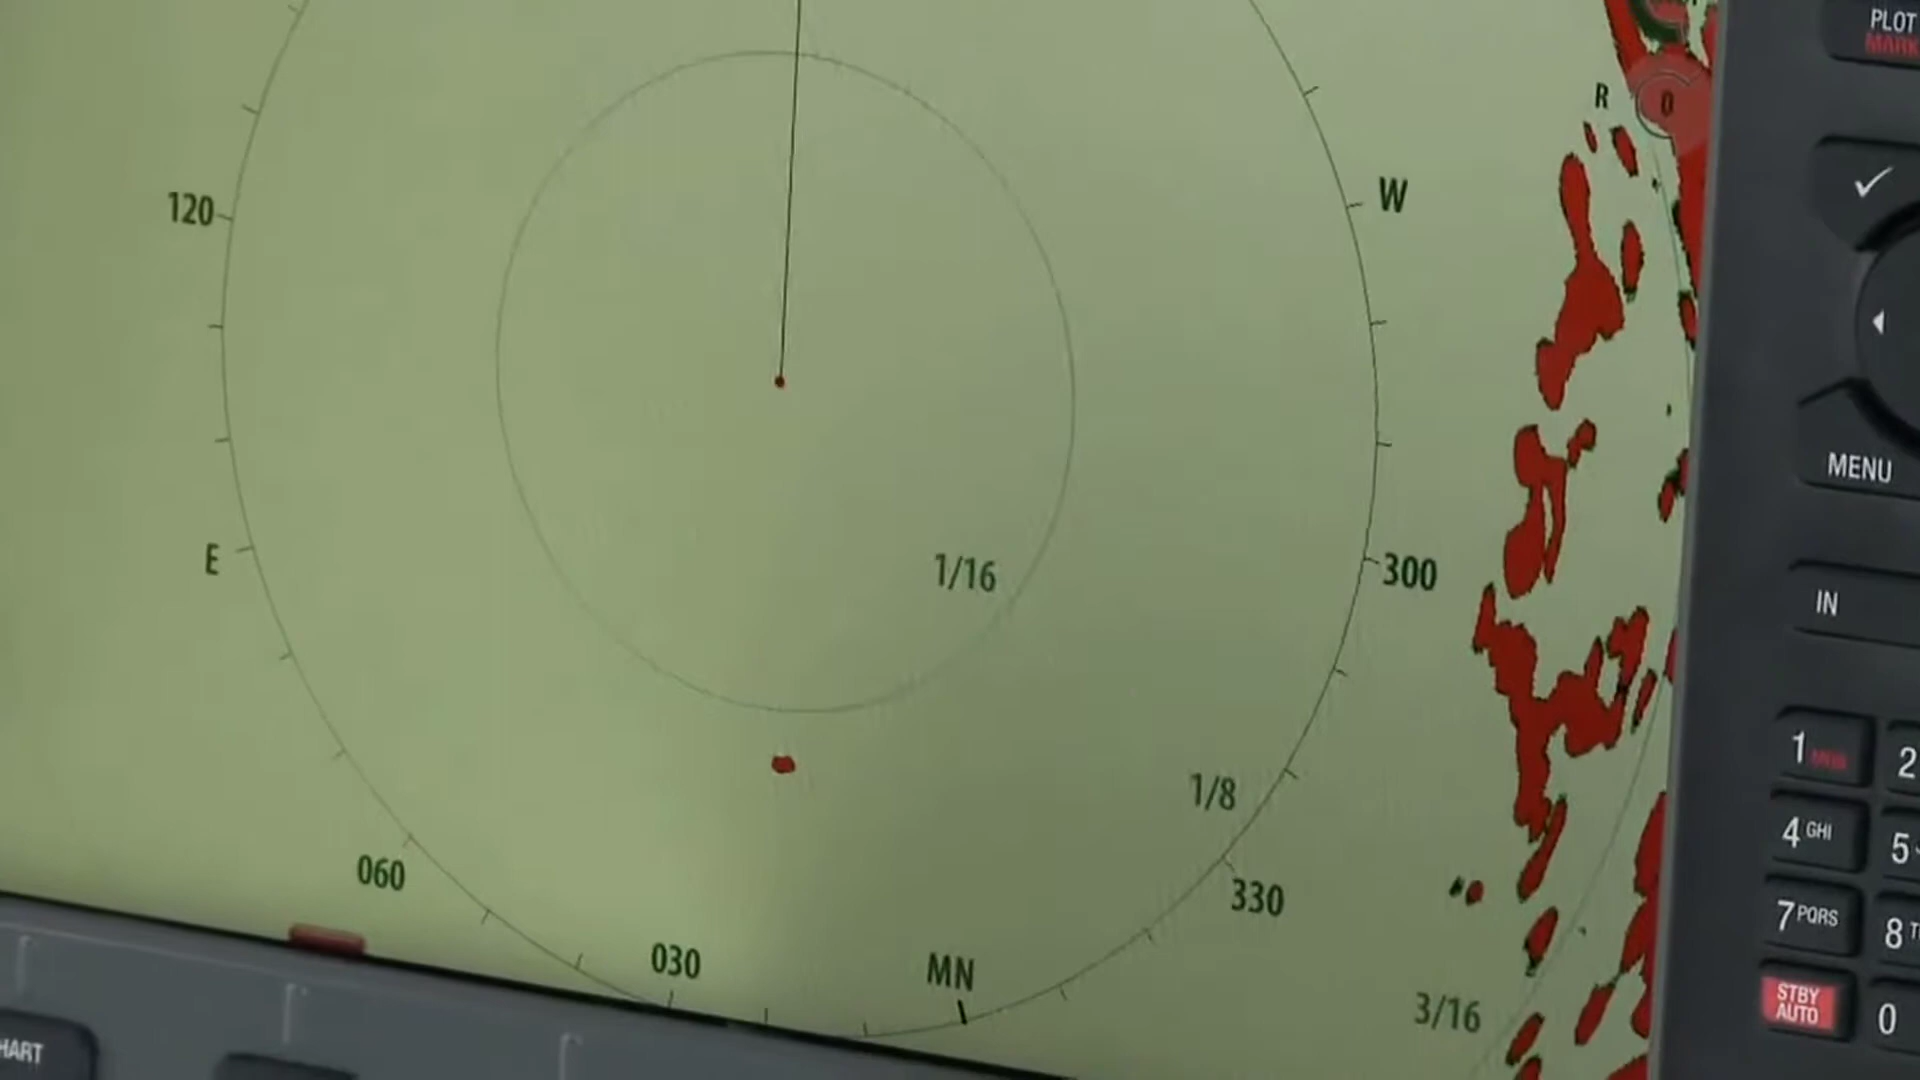 PLOT
MARK
R
0
120
W
E
1/16
300
MENU
IN
1
2
1/8
4 GHI
5
060
330
7 PQRS
8 T
030
MN
3/16
STBY
AUTO
0
HART